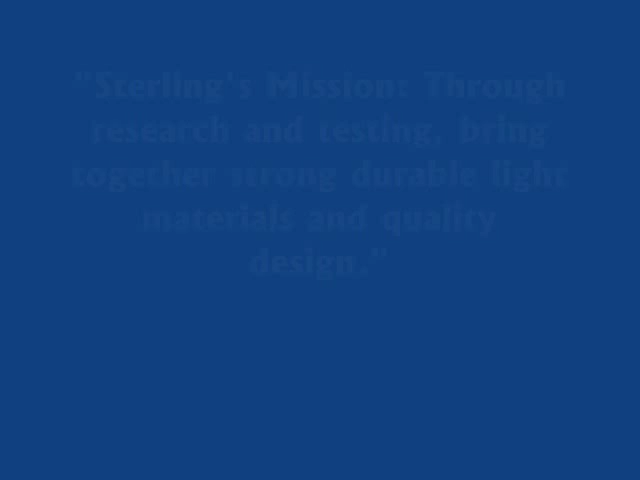 "Sterling's Mission: Through
research and testing, bring
together strong durable light
materials and quality
design."